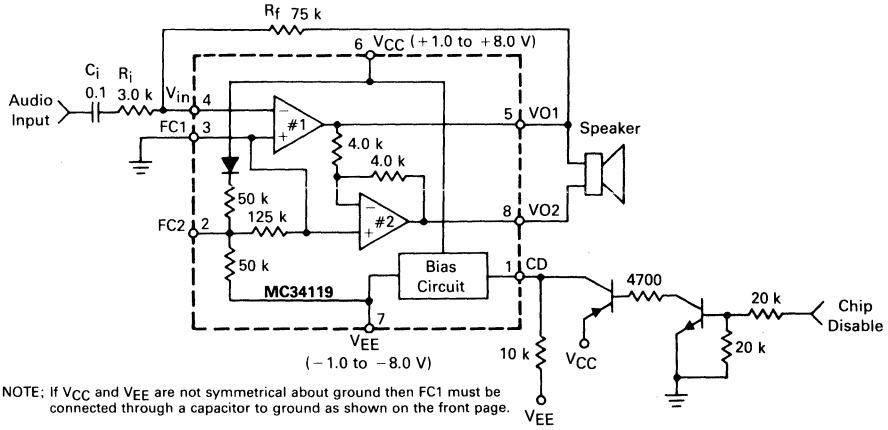 Rf 75 k
6 VCC (+1.0 to +8.0 V)
Ci
0.1
Ri
3.0 k
Vin
4
Audio
Input
FC1
3
−
#1
+
5
VO1
Speaker
4.0 k
4.0 k
50 k
125 k
FC2
2
−
#2
+
8
VO2
50 k
MC34119
Bias
Circuit
1
CD
4700
20 k
Chip
Disable
20 k
10 k
VCC
VEE
7
VEE
(−1.0 to −8.0 V)
NOTE; If VCC and VEE are not symmetrical about ground then FC1 must be
connected through a capacitor to ground as shown on the front page.